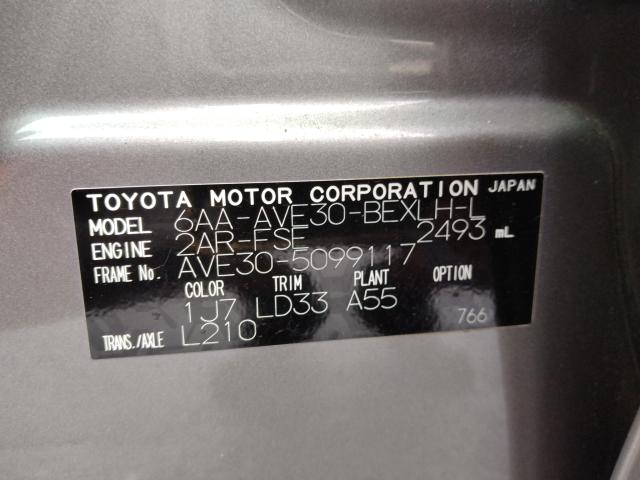 TOYOTA MOTOR CORPORATION JAPAN
MODEL 6AA-AVE30-BEXLH-L
ENGINE 2AR-FSE 2493 mL
FRAME No. AVE30-5099117
COLOR TRIM PLANT OPTION
1J7 LD33 A55
TRANS./AXLE L210 766